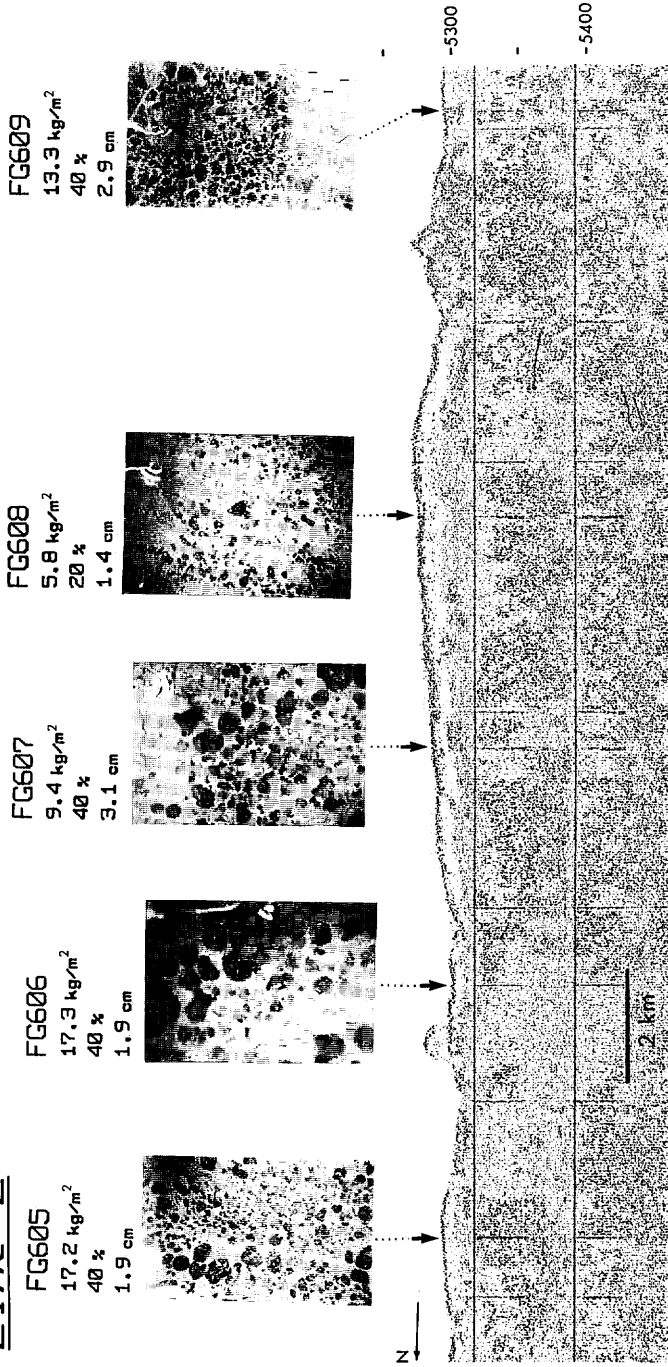 FG605
17.2 kg/m²
40 %
1.9 cm
FG606
17.3 kg/m²
40 %
1.9 cm
FG607
9.4 kg/m²
40 %
3.1 cm
FG608
5.8 kg/m²
20 %
1.4 cm
FG609
13.3 kg/m²
40 %
2.9 cm
-
-5300
-
-5400
N
2 km